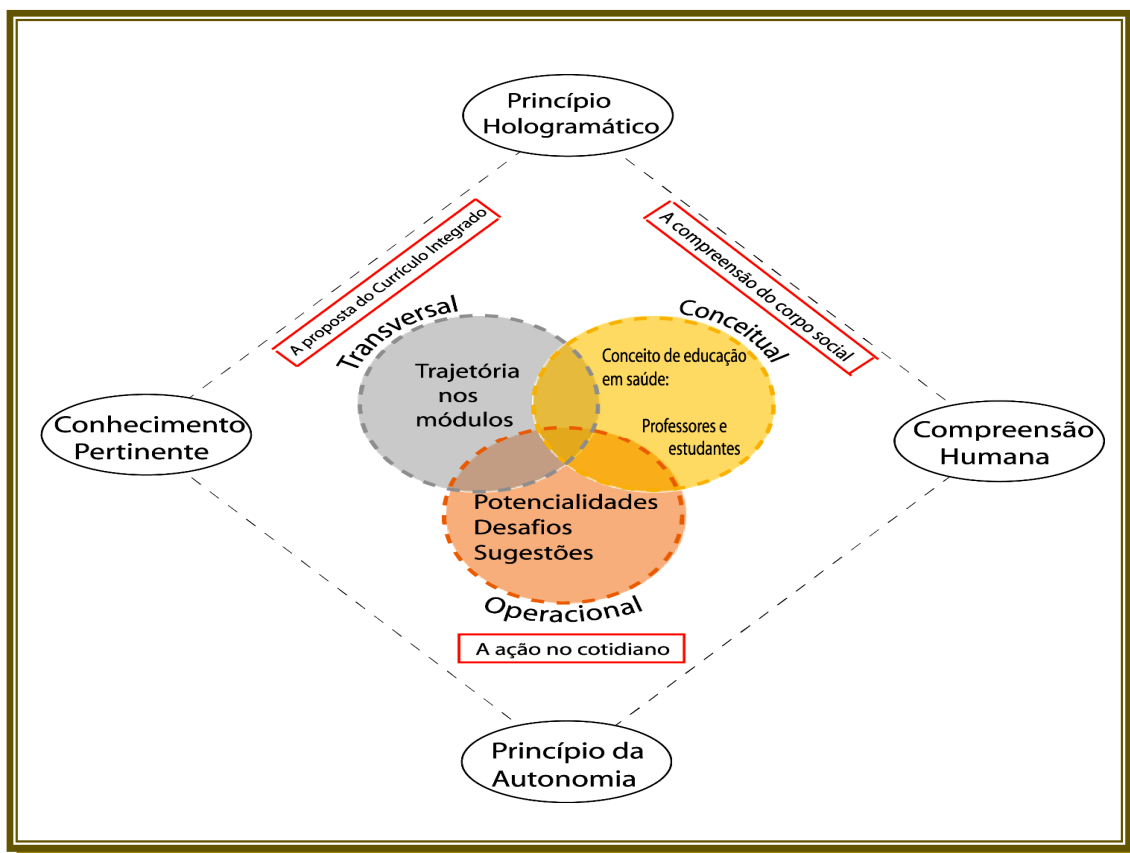 Princípio
Hologramático
A proposta do Currículo Integrado
A compreensão do corpo social
Transversal
Conceitual
Trajetória
nos
módulos
Conceito de educação
em saúde:
Professores e
estudantes
Conhecimento
Pertinente
Compreensão
Humana
Potencialidades
Desafios
Sugestões
Operacional
A ação no cotidiano
Princípio da
Autonomia